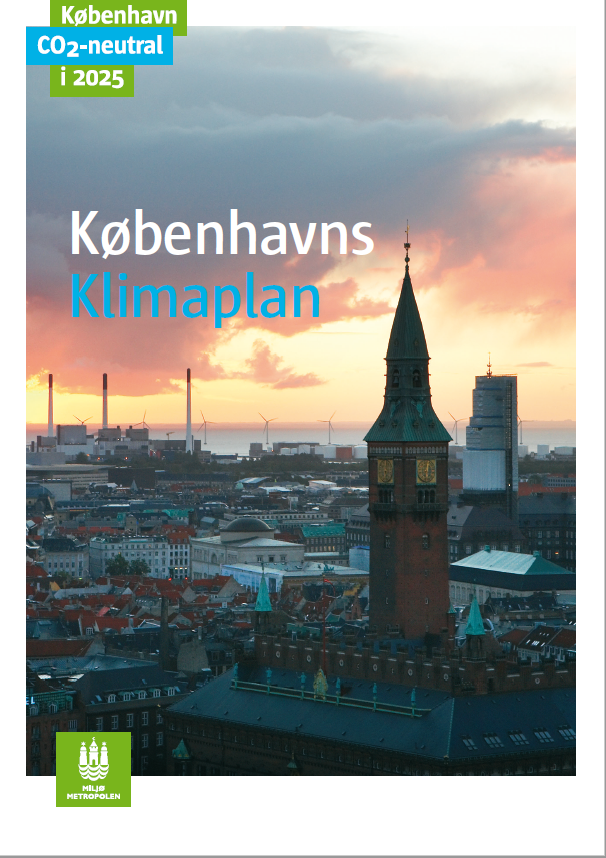 København
CO2-neutral
i 2025
Københavns
Klimaplan
MILJØ
METROPOLEN